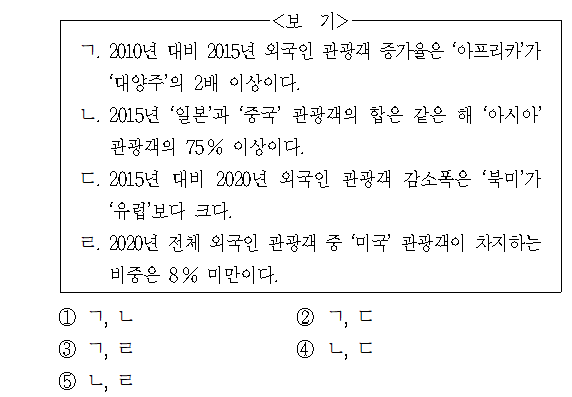 <보 기>
ㄱ. 2010년 대비 2015년 외국인 관광객 증가율은 ‘아프리카’가
‘대양주’의 2배 이상이다.
ㄴ. 2015년 ‘일본’과 ‘중국’ 관광객의 합은 같은 해 ‘아시아’
관광객의 75% 이상이다.
ㄷ. 2015년 대비 2020년 외국인 관광객 감소폭은 ‘북미’가
‘유럽’보다 크다.
ㄹ. 2020년 전체 외국인 관광객 중 ‘미국’ 관광객이 차지하는
비중은 8% 미만이다.
① ㄱ, ㄴ ② ㄱ, ㄷ
③ ㄱ, ㄹ ④ ㄴ, ㄷ
⑤ ㄴ, ㄹ